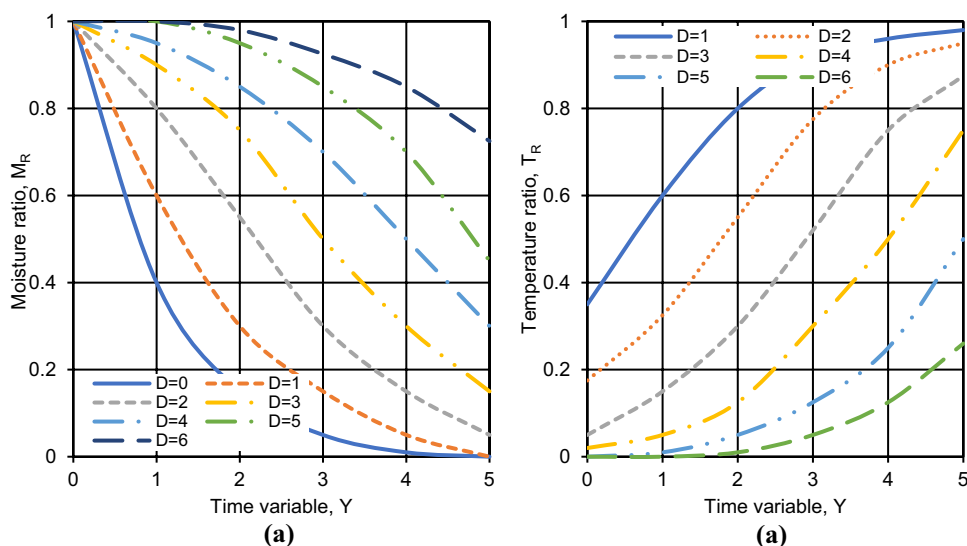 Moisture ratio, M_R
1
0.8
0.6
0.4
0.2
0
D=0 D=1
D=2 D=3
D=4 D=5
D=6
0 1 2 3 4 5
Time variable, Y
(a)
Temperature ratio, T_R
1
0.8
0.6
0.4
0.2
0
D=1 D=2
D=3 D=4
D=5 D=6
0 1 2 3 4 5
Time variable, Y
(a)